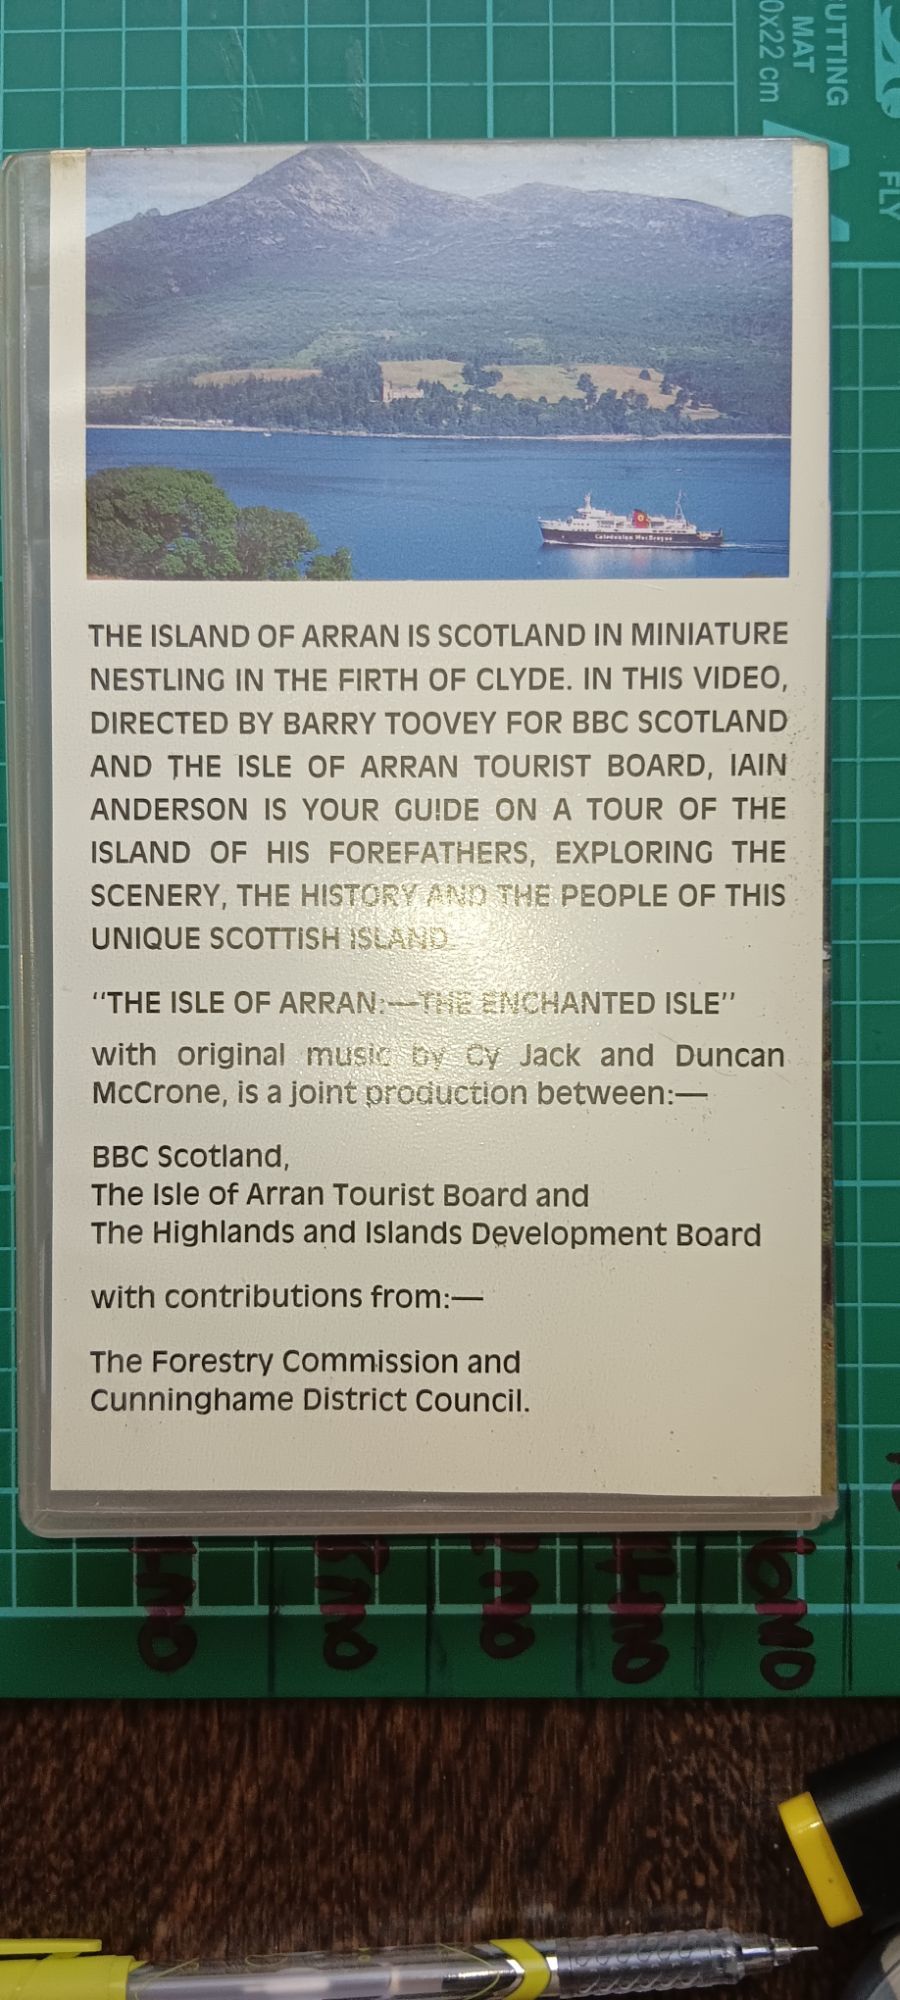 CUTTING
MAT
FLY
Caledonian MacBrayne
THE ISLAND OF ARRAN IS SCOTLAND IN MINIATURE
NESTLING IN THE FIRTH OF CLYDE. IN THIS VIDEO,
DIRECTED BY BARRY TOOVEY FOR BBC SCOTLAND
AND THE ISLE OF ARRAN TOURIST BOARD, IAIN
ANDERSON IS YOUR GUIDE ON A TOUR OF THE
ISLAND OF HIS FOREFATHERS, EXPLORING THE
SCENERY, THE HISTORY AND THE PEOPLE OF THIS
UNIQUE SCOTTISH ISLAND.
“THE ISLE OF ARRAN:—THE ENCHANTED ISLE”
with original music by Cy Jack and Duncan
McCrone, is a joint production between:—
BBC Scotland,
The Isle of Arran Tourist Board and
The Highlands and Islands Development Board
with contributions from:—
The Forestry Commission and
Cunninghame District Council.